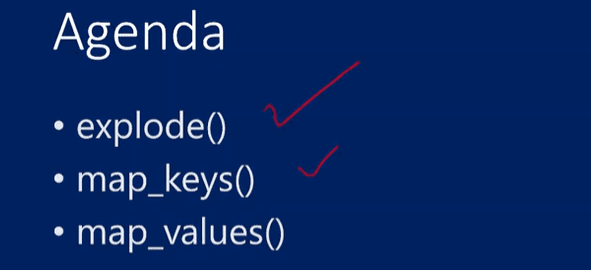 Agenda
• explode()
• map_keys()
• map_values()